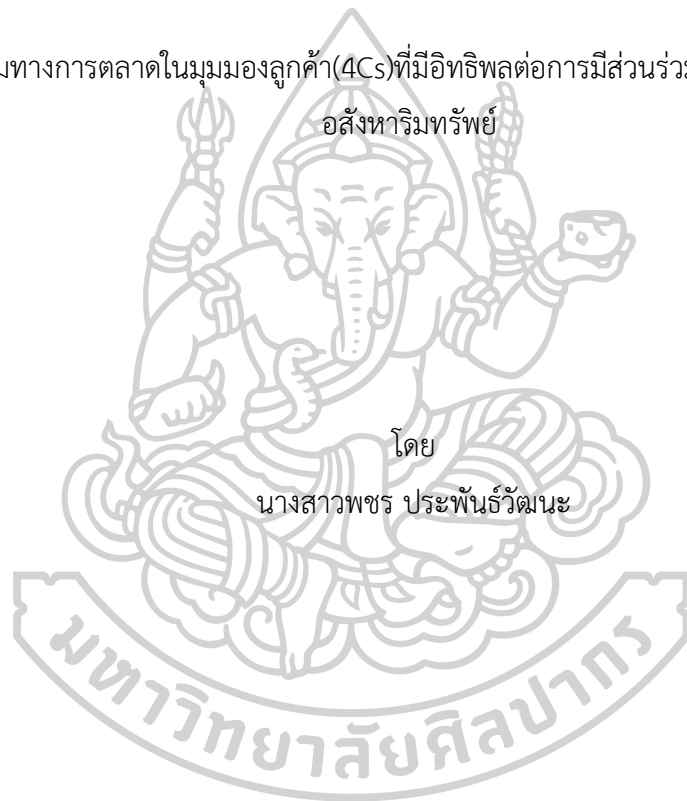 มทางการตลาดในมุมมองลูกค้า(4Cs)ที่มีอิทธิพลต่อการมีส่วนร่วม
อสังหาริมทรัพย์
โดย
นางสาวพชร ประพันธ์วัฒนะ
มหาวิทยาลัยศิลปากร